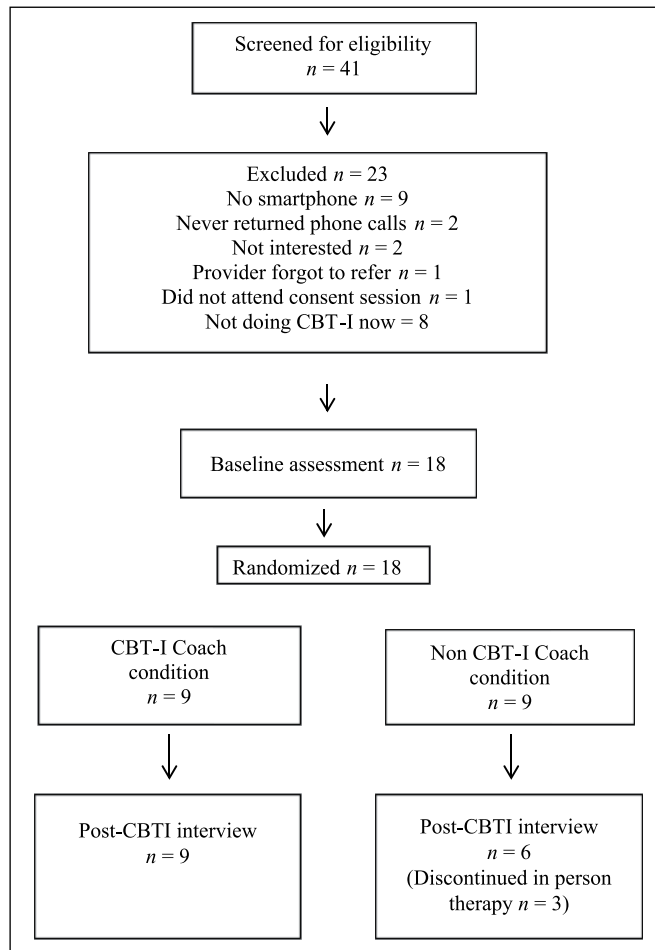 Screened for eligibility
n = 41
Excluded n = 23
No smartphone n = 9
Never returned phone calls n = 2
Not interested n = 2
Provider forgot to refer n = 1
Did not attend consent session n = 1
Not doing CBT-I now = 8
Baseline assessment n = 18
Randomized n = 18
CBT-I Coach
condition
n = 9
Non CBT-I Coach
condition
n = 9
Post-CBTI interview
n = 9
Post-CBTI interview
n = 6
(Discontinued in person
therapy n = 3)